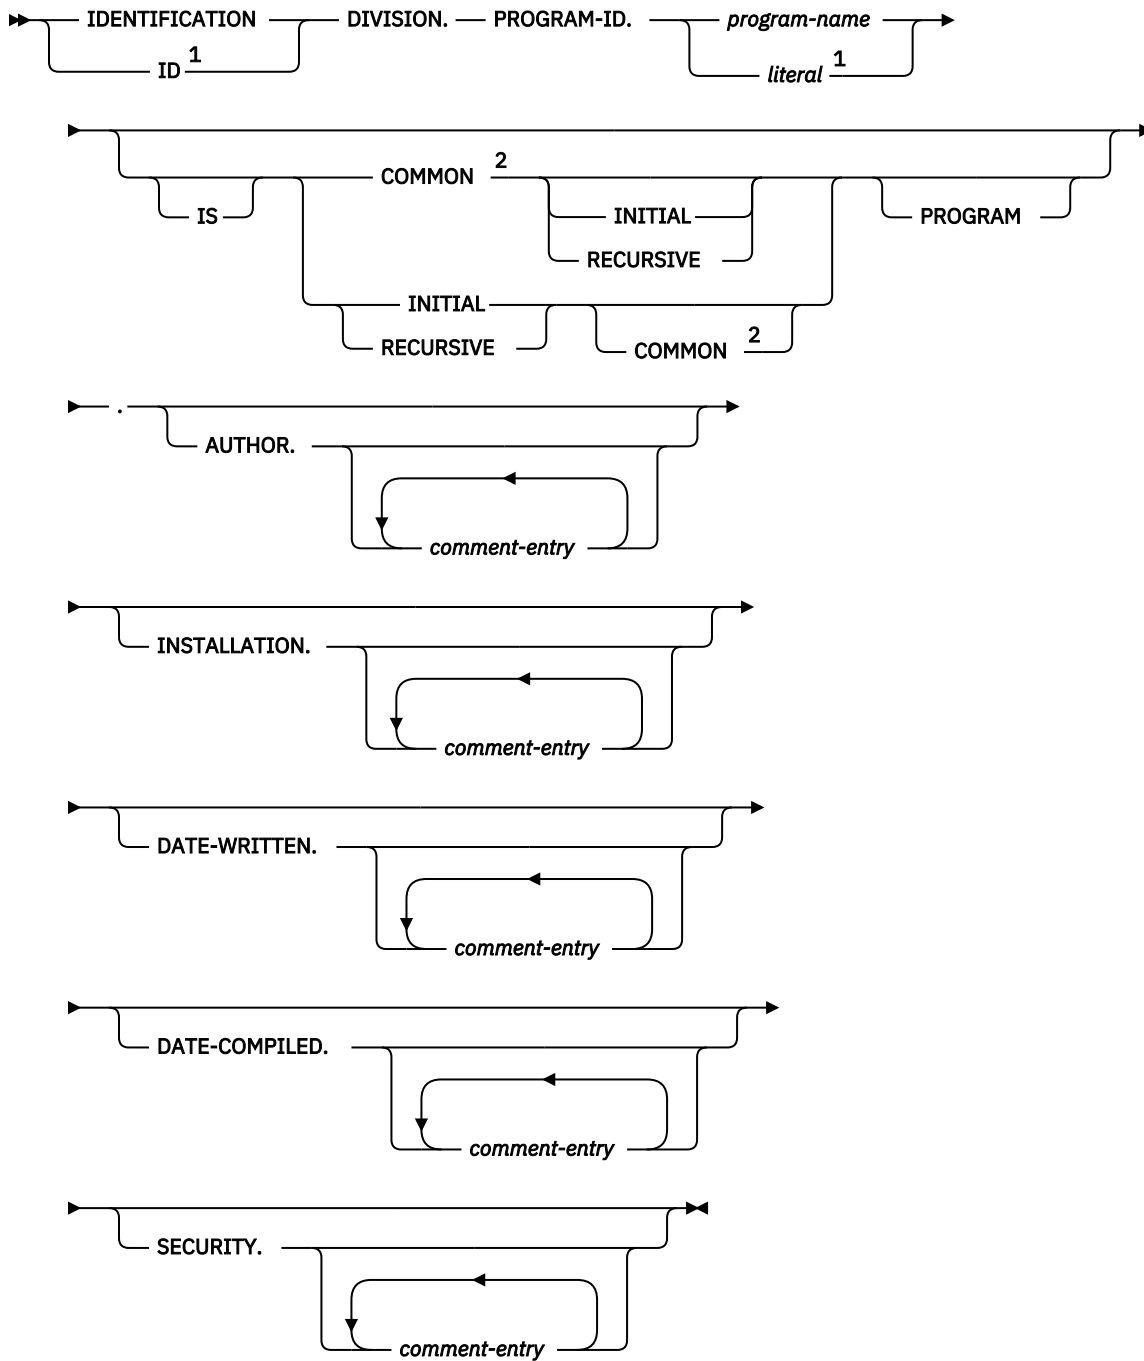 IDENTIFICATION DIVISION. PROGRAM-ID. program-name
ID 1 literal 1
COMMON 2
IS INITIAL PROGRAM
RECURSIVE
INITIAL
RECURSIVE COMMON 2
.
AUTHOR.
comment-entry
INSTALLATION.
comment-entry
DATE-WRITTEN.
comment-entry
DATE-COMPILED.
comment-entry
SECURITY.
comment-entry